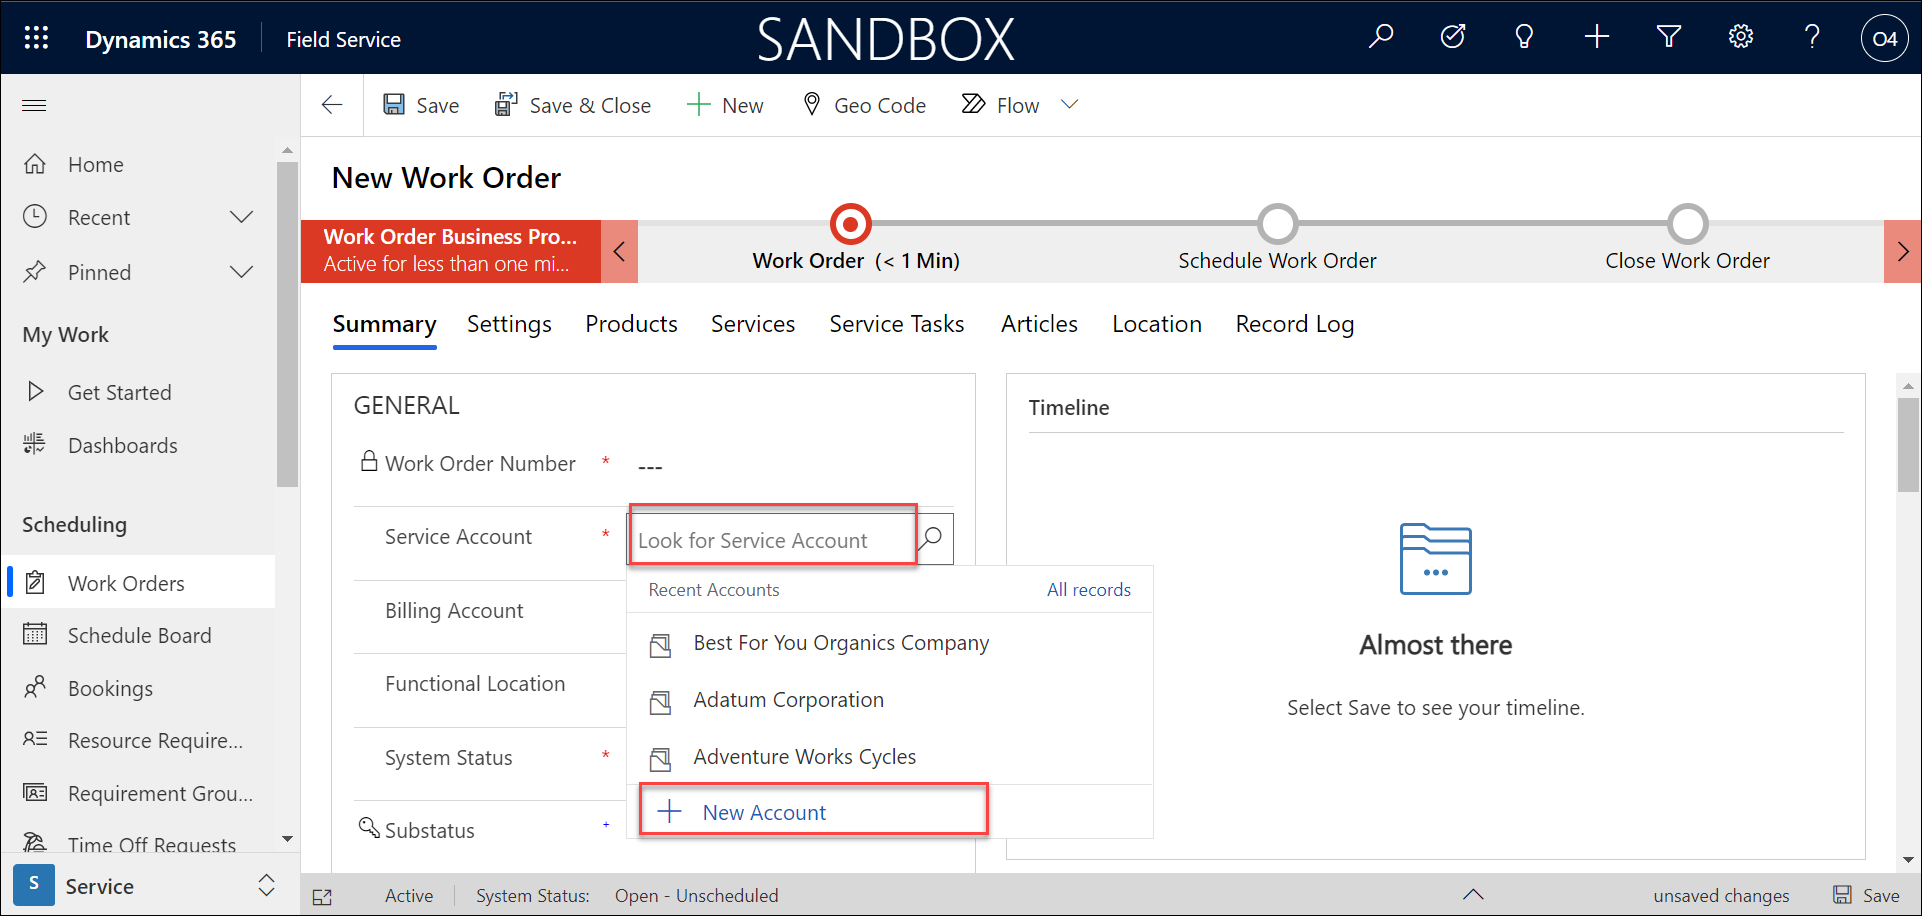 Dynamics 365 Field Service SANDBOX O4
Save Save & Close New Geo Code Flow
Home
Recent
Pinned
My Work
Get Started
Dashboards
Scheduling
Work Orders
Schedule Board
Bookings
Resource Require...
Requirement Grou...
Time Off Requests
S Service
New Work Order
Work Order Business Pro...
Active for less than one mi...
Work Order (< 1 Min)
Schedule Work Order
Close Work Order
Summary Settings Products Services Service Tasks Articles Location Record Log
GENERAL
Work Order Number * ---
Service Account * Look for Service Account
Billing Account
Functional Location
System Status *
Substatus +
Recent Accounts All records
Best For You Organics Company
Adatum Corporation
Adventure Works Cycles
New Account
Timeline
Almost there
Select Save to see your timeline.
Active System Status: Open - Unscheduled unsaved changes Save